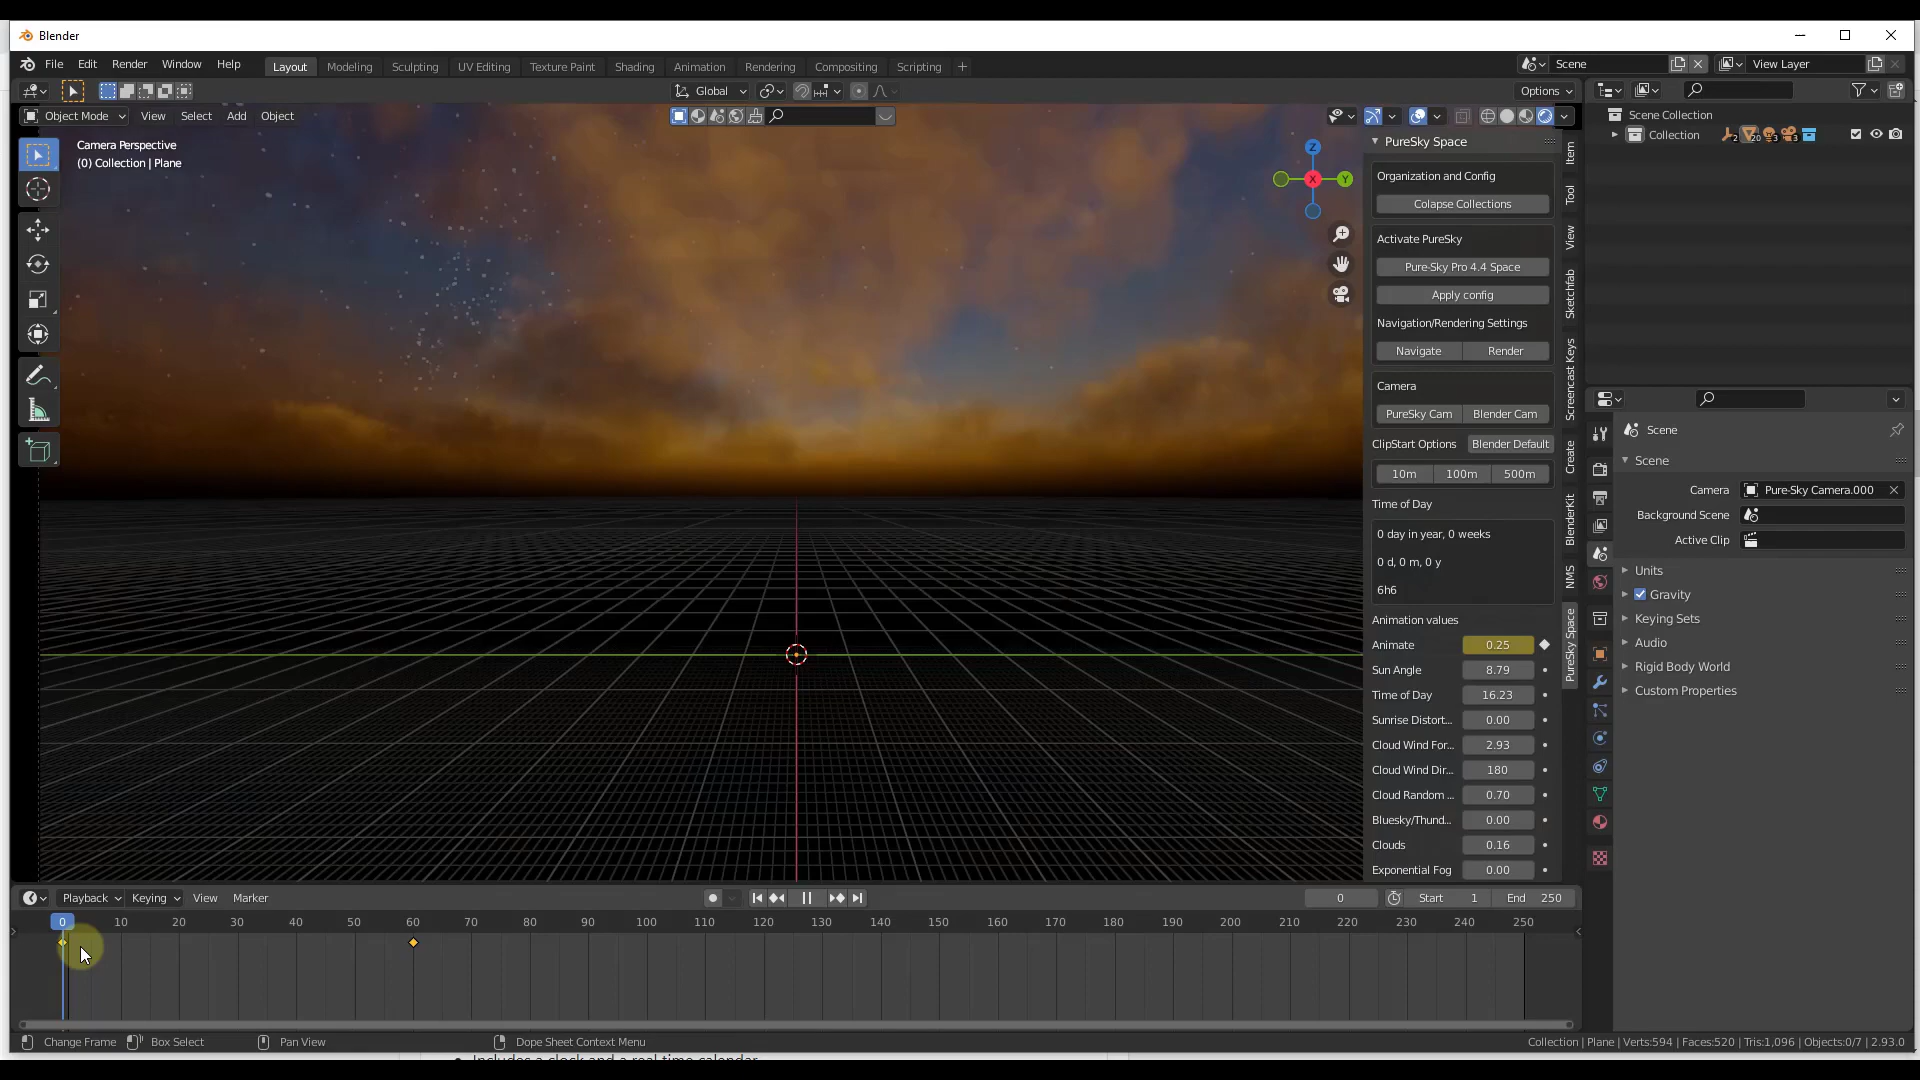 Blender
File Edit Render Window Help
Layout Modeling Sculpting UV Editing Texture Paint Shading Animation Rendering Compositing Scripting +
Scene View Layer
Global Options
Object Mode View Select Add Object
Camera Perspective
(0) Collection | Plane
Z
X
Y
PureSky Space
Organization and Config
Colapse Collections
Activate PureSky
Pure-Sky Pro 4.4 Space
Apply config
Navigation/Rendering Settings
Navigate Render
Camera
PureSky Cam Blender Cam
ClipStart Options Blender Default
10m 100m 500m
Time of Day
0 day in year, 0 weeks
0 d, 0 m, 0 y
6h6
Animation values
Animate 0.25
Sun Angle 8.79
Time of Day 16.23
Sunrise Distort... 0.00
Cloud Wind For... 2.93
Cloud Wind Dir... 180
Cloud Random ... 0.70
Bluesky/Thund... 0.00
Clouds 0.16
Exponential Fog 0.00
Item
Tool
View
Sketchfab
Screencast Keys
Create
BlenderKit
NMS
PureSky Space
Scene Collection
Collection 2 20 3 3
Scene
Scene
Camera Pure-Sky Camera.000
Background Scene
Active Clip
Units
Gravity
Keying Sets
Audio
Rigid Body World
Custom Properties
Playback Keying View Marker 0 Start 1 End 250
0 10 20 30 40 50 60 70 80 90 100 110 120 130 140 150 160 170 180 190 200 210 220 230 240 250
Change Frame Box Select Pan View Dope Sheet Context Menu Collection | Plane | Verts:594 | Faces:520 | Tris:1,096 | Objects:0/7 | 2.93.0
Includes a clock and a real time calendar